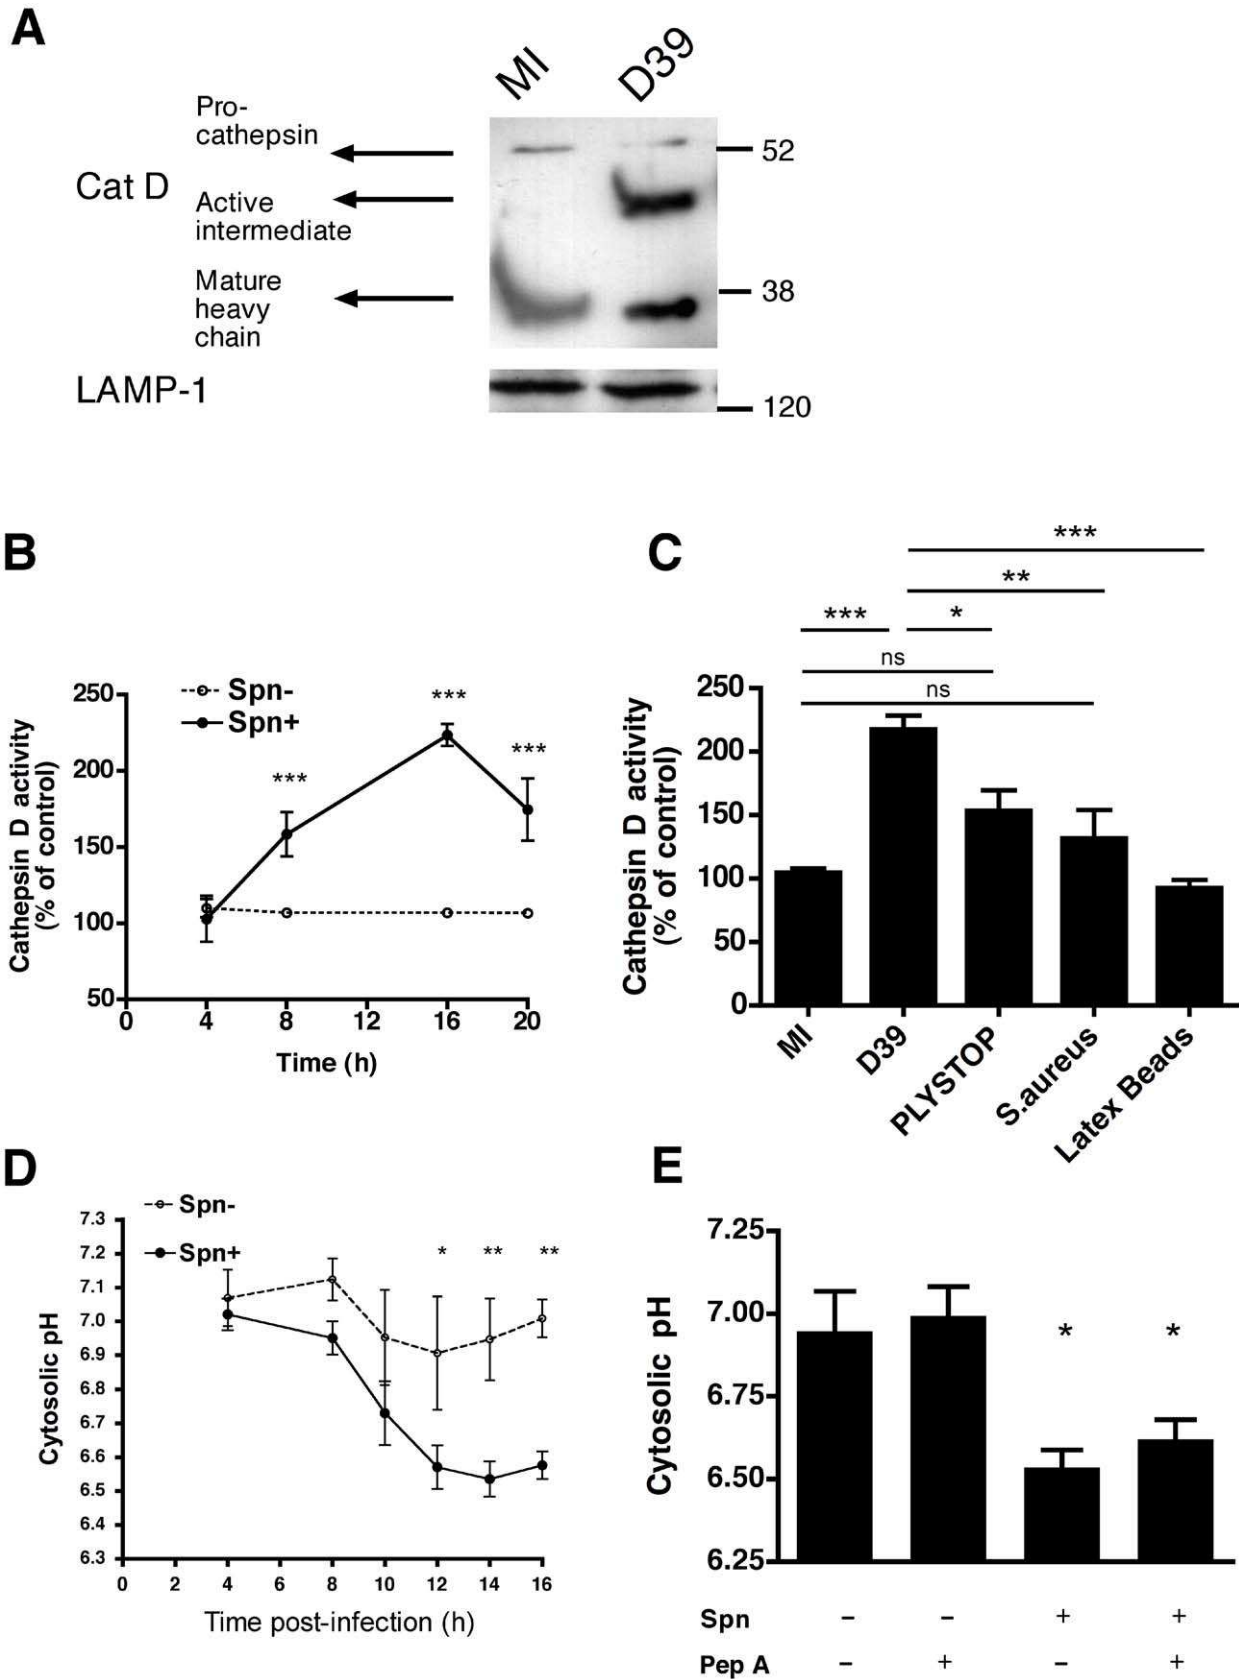 A
MI
D39
Pro-
cathepsin
52
Cat D
Active
intermediate
Mature
heavy
chain
38
LAMP-1
120
B
Spn-
Spn+
***
***
***
250
200
150
100
50
0
4
8
12
16
20
Cathepsin D activity
(% of control)
Time (h)
C
***
**
***
*
ns
ns
250
200
150
100
50
0
Cathepsin D activity
(% of control)
MI
D39
PLYSTOP
S.aureus
Latex Beads
D
Spn-
Spn+
*
**
**
7.3
7.2
7.1
7.0
6.9
6.8
6.7
6.6
6.5
6.4
6.3
0
2
4
6
8
10
12
14
16
Cytosolic pH
Time post-infection (h)
E
7.25
7.00
6.75
6.50
6.25
Cytosolic pH
*
*
Spn – – + +
Pep A – + – +